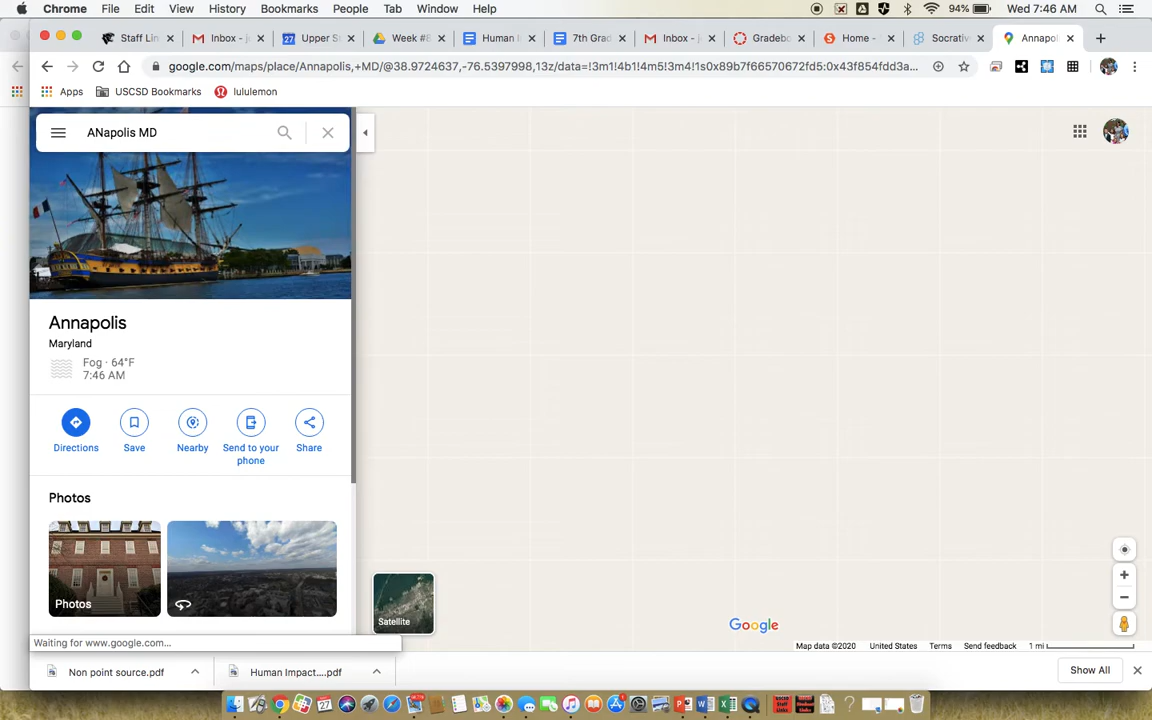 Chrome File Edit View History Bookmarks People Tab Window Help 94% Wed 7:46 AM
Staff Lin Inbox - j Upper S Week #8 Human I 7th Grad Inbox - j Gradebo Home - Socrativ Annapol
google.com/maps/place/Annapolis,+MD/@38.9724637,-76.5397998,13z/data=!3m1!4b1!4m5!3m4!1s0x89b7f66570672fd5:0x43f854fdd3a...
Apps USCSD Bookmarks lululemon
ANapolis MD
Annapolis
Maryland
Fog · 64°F
7:46 AM
Directions Save Nearby Send to your phone Share
Photos
Photos
Satellite
Google
Waiting for www.google.com...
Map data ©2020 United States Terms Send feedback 1 mi
Non point source.pdf Human Impact....pdf Show All